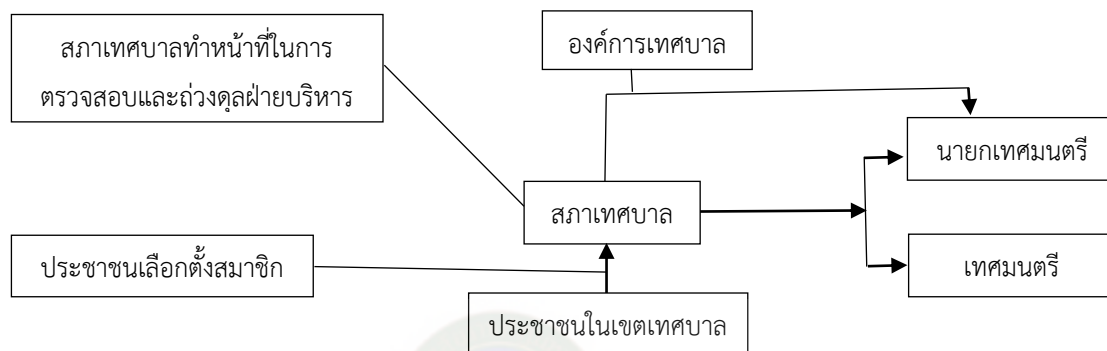 สภาเทศบาลทำหน้าที่ในการ
ตรวจสอบและถ่วงดุลฝ่ายบริหาร
องค์การเทศบาล
นายกเทศมนตรี
สภาเทศบาล
ประชาชนเลือกตั้งสมาชิก
เทศมนตรี
ประชาชนในเขตเทศบาล